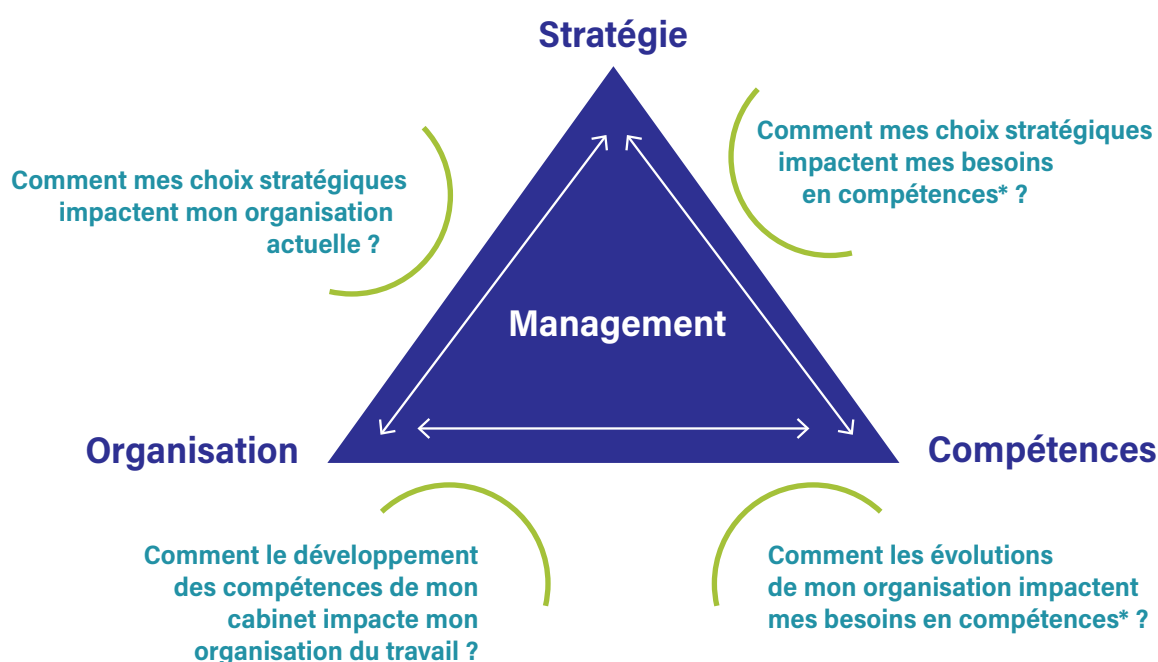 Stratégie
Comment mes choix stratégiques
impactent mon organisation
actuelle ?
Comment mes choix stratégiques
impactent mes besoins
en compétences* ?
Management
Organisation
Compétences
Comment le développement
des compétences de mon
cabinet impacte mon
organisation du travail ?
Comment les évolutions
de mon organisation impactent
mes besoins en compétences* ?